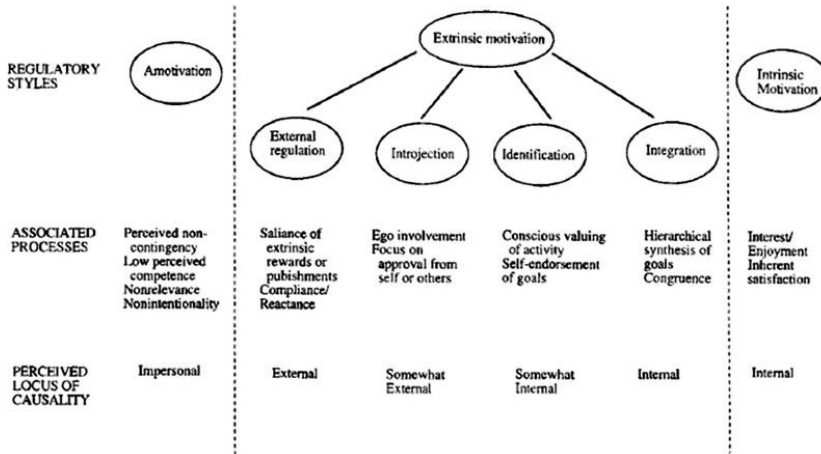 Extrinsic motivation
REGULATORY
STYLES
Amotivation
Intrinsic
Motivation
External
regulation
Introjection
Identification
Integration
ASSOCIATED
PROCESSES
Perceived non-
contingency
Low perceived
competence
Nonrelevance
Nonintentionality
Saliance of
extrinsic
rewards or
pubishments
Compliance/
Reactance
Ego involvement
Focus on
approval from
self or others
Conscious valuing
of activity
Self-endorsement
of goals
Hierarchical
synthesis of
goals
Congruence
Interest/
Enjoyment
Inherent
satisfaction
PERCEIVED
LOCUS OF
CAUSALITY
Impersonal
External
Somewhat
External
Somewhat
Internal
Internal
Internal